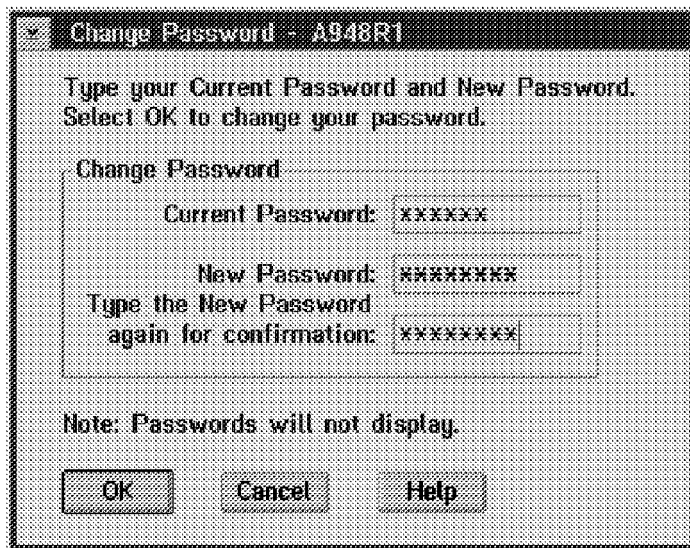 Change Password - A948R1
Type your Current Password and New Password.
Select OK to change your password.
Change Password
Current Password: xxxxxx
New Password: xxxxxxxx
Type the New Password
again for confirmation: xxxxxxxx
Note: Passwords will not display.
OK Cancel Help